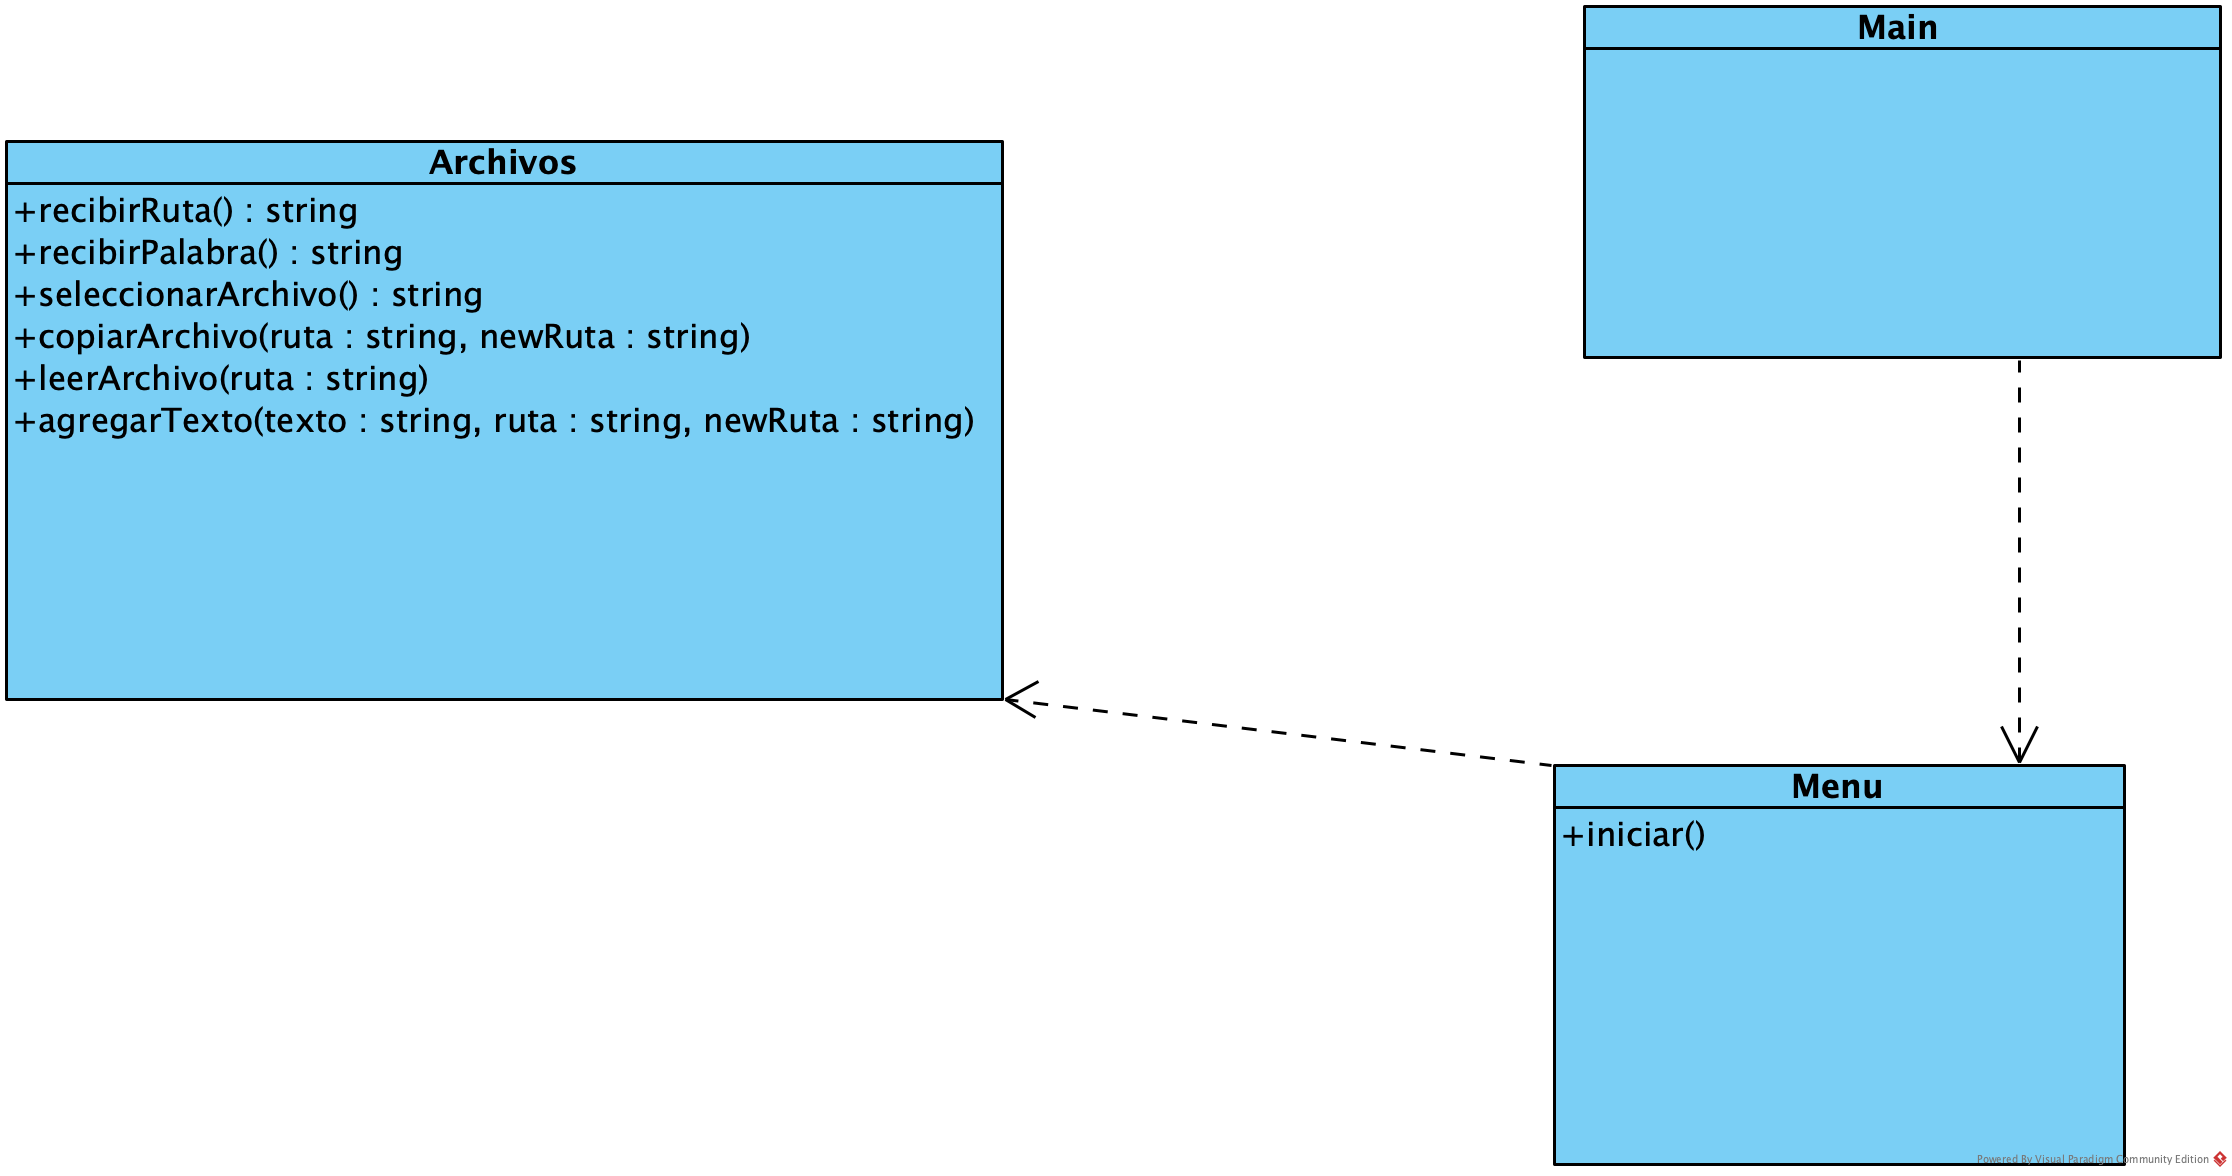 Main
Archivos
+recibirRuta() : string
+recibirPalabra() : string
+seleccionarArchivo() : string
+copiarArchivo(ruta : string, newRuta : string)
+leerArchivo(ruta : string)
+agregarTexto(texto : string, ruta : string, newRuta : string)
Menu
+iniciar()
Powered By Visual Paradigm Community Edition